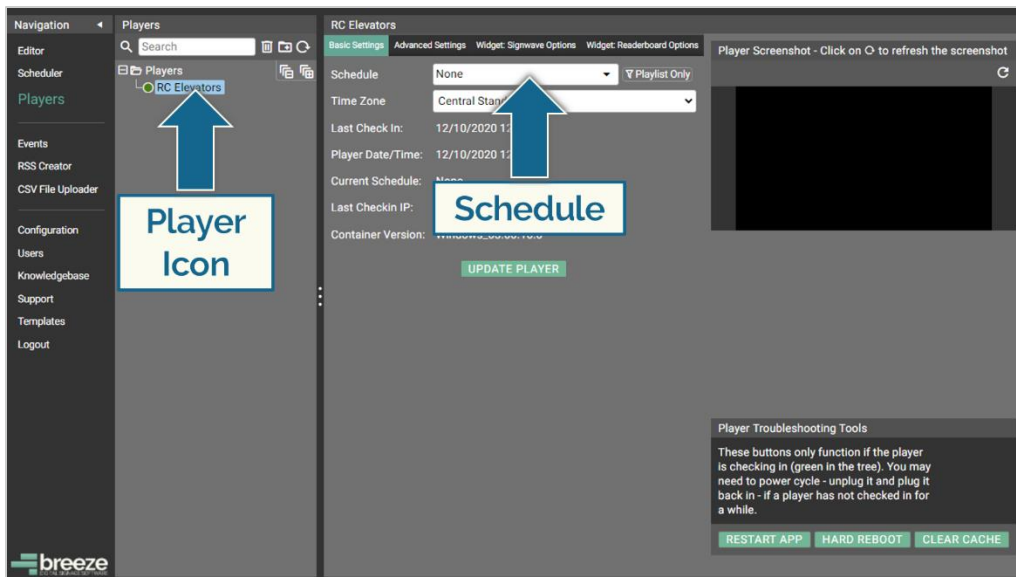 Navigation
Editor
Scheduler
Players
Events
RSS Creator
CSV File Uploader
Configuration
Users
Knowledgebase
Support
Templates
Logout
breeze
Players
Search
Players
RC Elevators
Player
Icon
RC Elevators
Basic Settings Advanced Settings Widget: Signwave Options Widget: Readerboard Options
Schedule None Playlist Only
Time Zone Central
Last Check In: 12/10/2020
Player Date/Time: 12/10/2020
Current Schedule:
Last Checkin IP:
Container Version:
Schedule
UPDATE PLAYER
Player Screenshot - Click on to refresh the screenshot
Player Troubleshooting Tools
These buttons only function if the player
is checking in (green in the tree). You may
need to power cycle - unplug it and plug it
back in - if a player has not checked in for
a while.
RESTART APP HARD REBOOT CLEAR CACHE